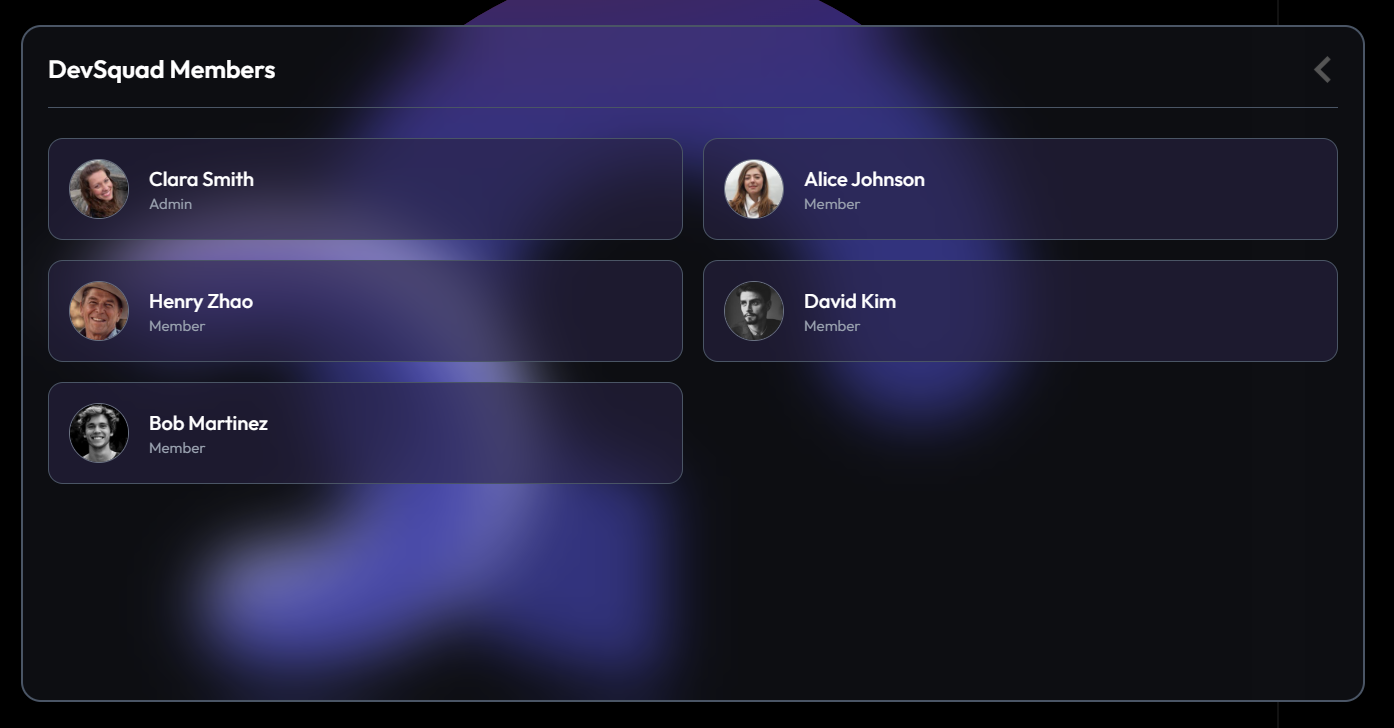 DevSquad Members
Clara Smith
Admin
Alice Johnson
Member
Henry Zhao
Member
David Kim
Member
Bob Martinez
Member